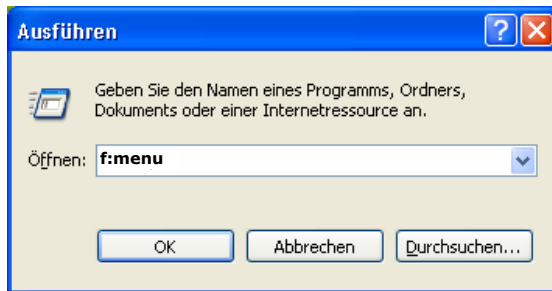 Ausführen
Geben Sie den Namen eines Programms, Ordners,
Dokuments oder einer Internetressource an.
Öffnen: f:menu
OK Abbrechen Durchsuchen...